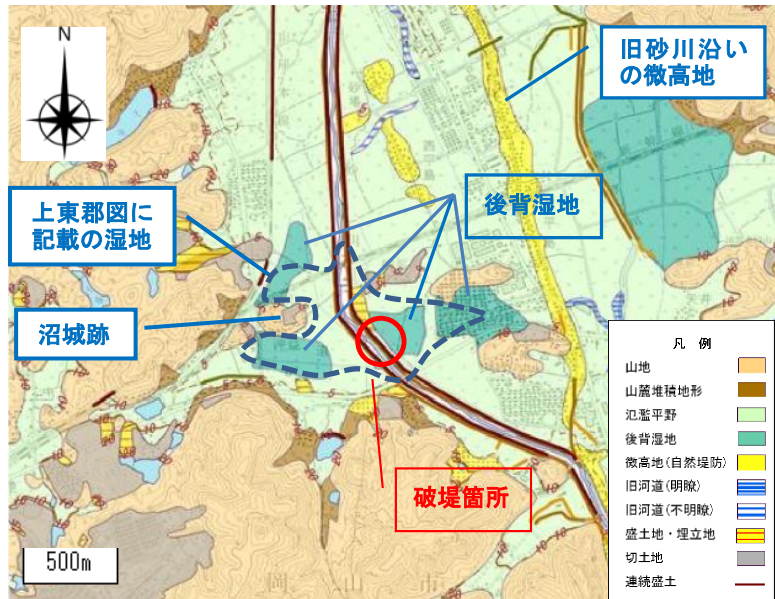 N
旧砂川沿い
の微高地
後背湿地
上東郡図に
記載の湿地
沼城跡
破堤箇所
500m
岡山市
凡 例
山地
山麓堆積地形
氾濫平野
後背湿地
微高地(自然堤防)
旧河道(明瞭)
旧河道(不明瞭)
盛土地・埋立地
切土地
連続盛土